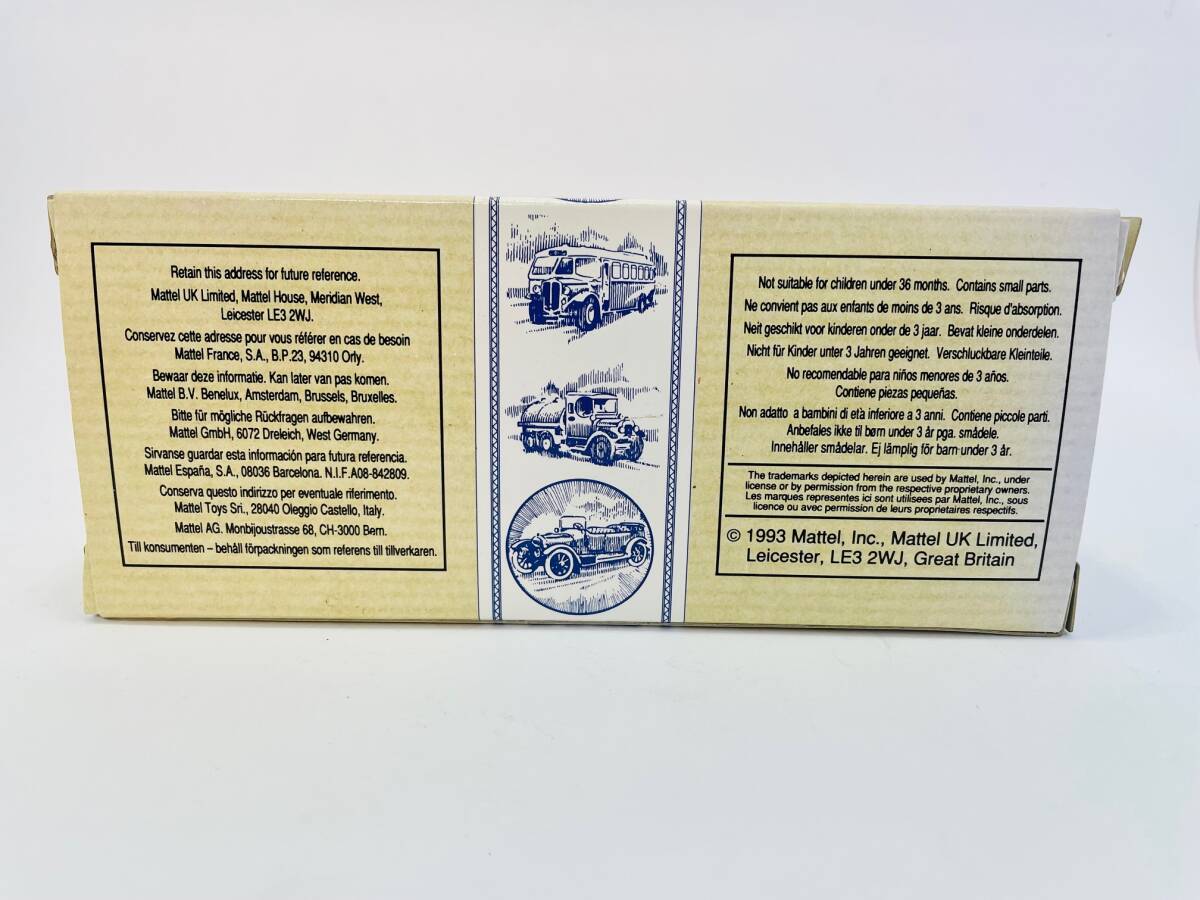 Retain this address for future reference.
Mattel UK Limited, Mattel House, Meridian West,
Leicester LE3 2WJ.
Conservez cette adresse pour vous référer en cas de besoin
Mattel France, S.A., B.P.23, 94310 Orly.
Bewaar deze informatie. Kan later van pas komen.
Mattel B.V. Benelux, Amsterdam, Brussels, Bruxelles.
Bitte für mögliche Rückfragen aufbewahren.
Mattel GmbH, 6072 Dreleich, West Germany.
Sirvanse guardar esta información para futura referencia.
Mattel España, S.A., 08036 Barcelona. N.I.F.A08-842809.
Conserva questo indirizzo per eventuale riferimento.
Mattel Toys Sri., 28040 Oleggio Castello, Italy.
Mattel AG. Monbijoustrasse 68, CH-3000 Bern.
Till konsumenten – behåll förpackningen som referens till tillverkaren.
Not suitable for children under 36 months. Contains small parts.
Ne convient pas aux enfants de moins de 3 ans. Risque d'absorption.
Neit geschikt voor kinderen onder de 3 jaar. Bevat kleine onderdelen.
Nicht für Kinder unter 3 Jahren geeignet. Verschluckbare Kleinteile.
No recomendable para niños menores de 3 años.
Contiene piezas pequeñas.
Non adatto a bambini di età inferiore a 3 anni. Contiene piccole parti.
Anbefales ikke til børn under 3 år pga. smådele.
Innehåller smådelar. Ej lämplig för barn under 3 år.
The trademarks depicted herein are used by Mattel, Inc., under
license or by permission from the respective proprietary owners.
Les marques representes ici sont utilisees par Mattel, Inc., sous
licence ou avec permission de leurs proprietaires respectifs.
© 1993 Mattel, Inc., Mattel UK Limited,
Leicester, LE3 2WJ, Great Britain